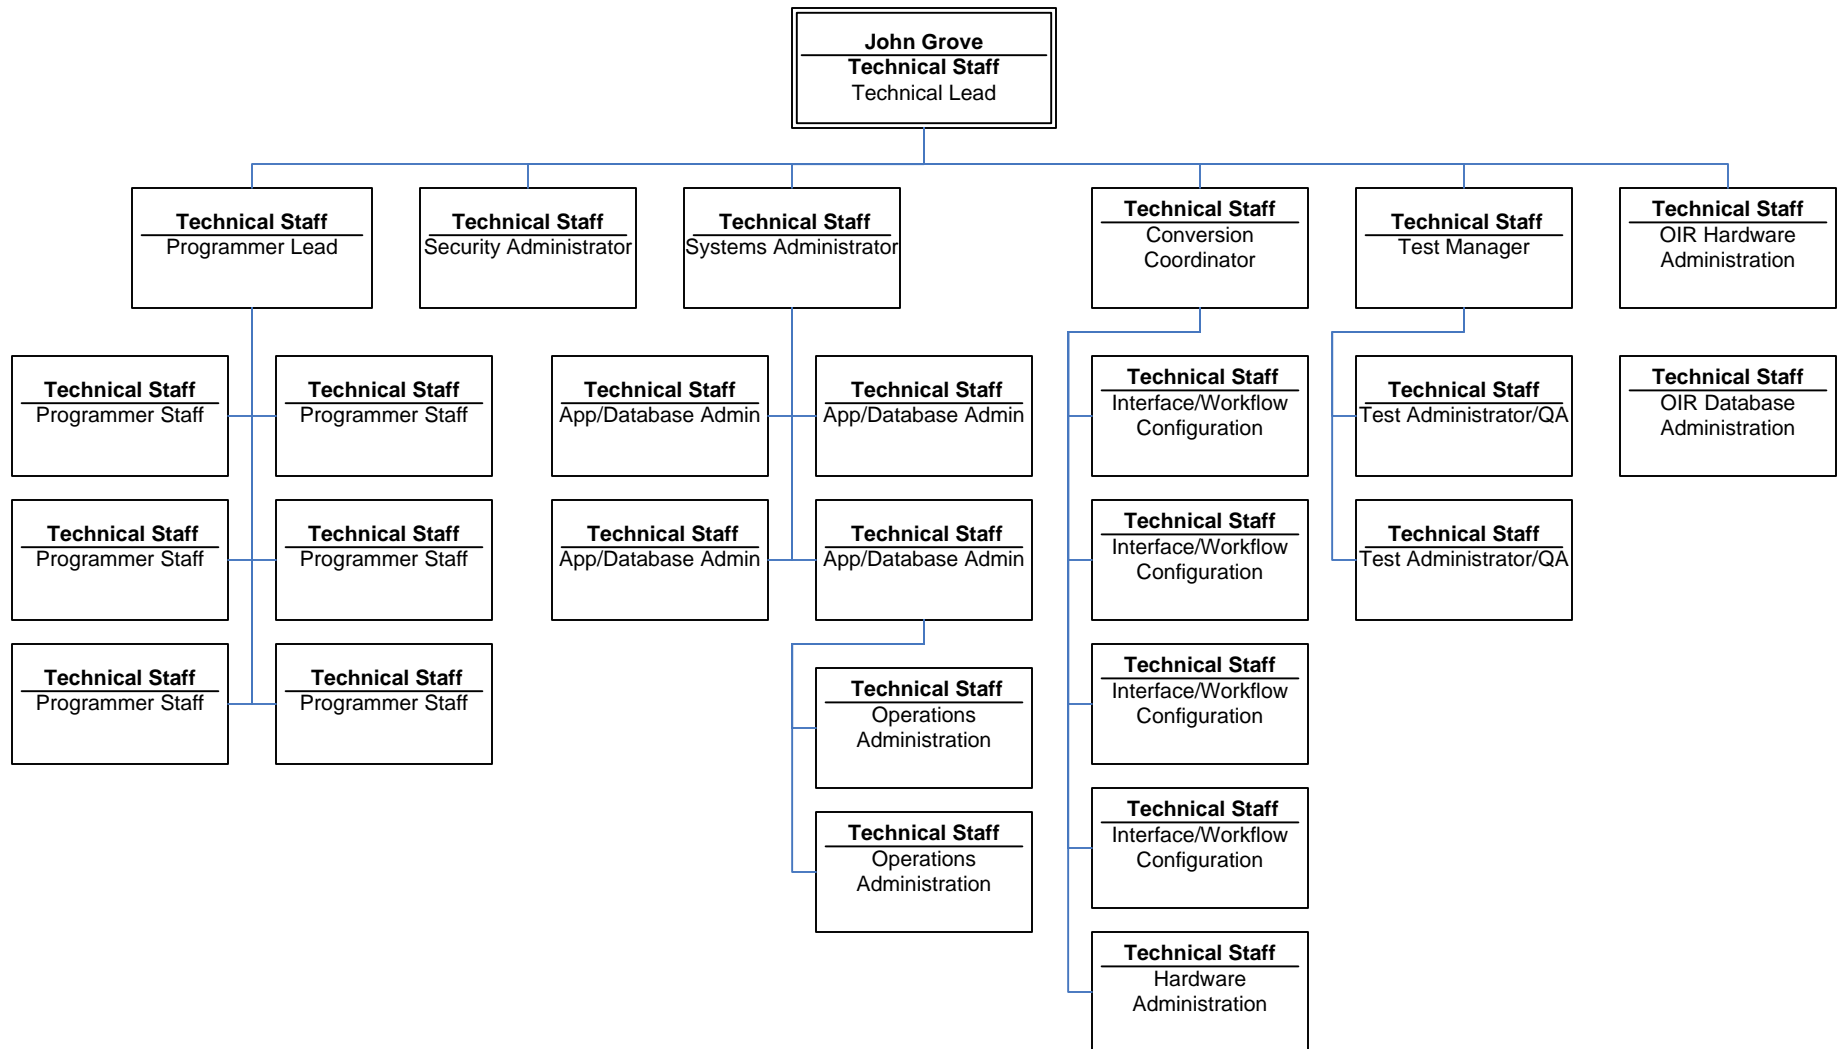 John Grove
Technical Staff
Technical Lead
Technical Staff
Programmer Lead
Technical Staff
Security Administrator
Technical Staff
Systems Administrator
Technical Staff
Conversion
Coordinator
Technical Staff
Test Manager
Technical Staff
OIR Hardware
Administration
Technical Staff
Programmer Staff
Technical Staff
Programmer Staff
Technical Staff
App/Database Admin
Technical Staff
App/Database Admin
Technical Staff
Interface/Workflow
Configuration
Technical Staff
Test Administrator/QA
Technical Staff
OIR Database
Administration
Technical Staff
Programmer Staff
Technical Staff
Programmer Staff
Technical Staff
App/Database Admin
Technical Staff
App/Database Admin
Technical Staff
Interface/Workflow
Configuration
Technical Staff
Test Administrator/QA
Technical Staff
Programmer Staff
Technical Staff
Programmer Staff
Technical Staff
Operations
Administration
Technical Staff
Interface/Workflow
Configuration
Technical Staff
Operations
Administration
Technical Staff
Interface/Workflow
Configuration
Technical Staff
Hardware
Administration